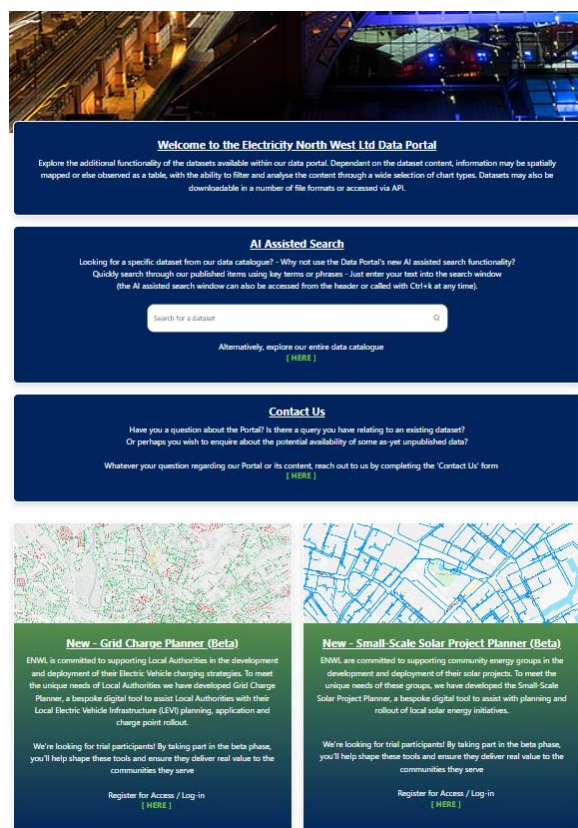 Welcome to the Electricity North West Ltd Data Portal
Explore the additional functionality of the datasets available within our data portal. Dependant on the dataset content, information may be spatially
mapped or else observed as a table, with the ability to filter and analyse the content through a wide selection of chart types. Datasets may also be
downloadable in a number of file formats or accessed via API.
AI Assisted Search
Looking for a specific dataset from our data catalogue? - Why not use the Data Portal's new AI assisted search functionality?
Quickly search through our published items using key terms or phrases - Just enter your text into the search window
(the AI assisted search window can also be accessed from the header or called with Ctrl+k at any time).
Search for a dataset
Alternatively, explore our entire data catalogue
[ HERE ]
Contact Us
Have you a question about the Portal? Is there a query you have relating to an existing dataset?
Or perhaps you wish to enquire about the potential availability of some as-yet unpublished data?
Whatever your question regarding our Portal or its content, reach out to us by completing the 'Contact Us' form
[ HERE ]
New - Grid Charge Planner (Beta)
ENWL is committed to supporting Local Authorities in the development
and deployment of their Electric Vehicle charging strategies. To meet
the unique needs of Local Authorities we have developed Grid Charge
Planner, a bespoke digital tool to assist Local Authorities with their
Local Electric Vehicle Infrastructure (LEVI) planning, application and
charge point rollout.
We're looking for trial participants! By taking part in the beta phase,
you'll help shape these tools and ensure they deliver real value to the
communities they serve
Register for Access / Log-in
[ HERE ]
New - Small-Scale Solar Project Planner (Beta)
ENWL are committed to supporting community energy groups in the
development and deployment of their solar projects. To meet the
unique needs of these groups, we have developed the Small-Scale
Solar Project Planner, a bespoke digital tool to assist with planning and
rollout of local solar energy initiatives.
We're looking for trial participants! By taking part in the beta phase,
you'll help shape these tools and ensure they deliver real value to the
communities they serve
Register for Access / Log-in
[ HERE ]